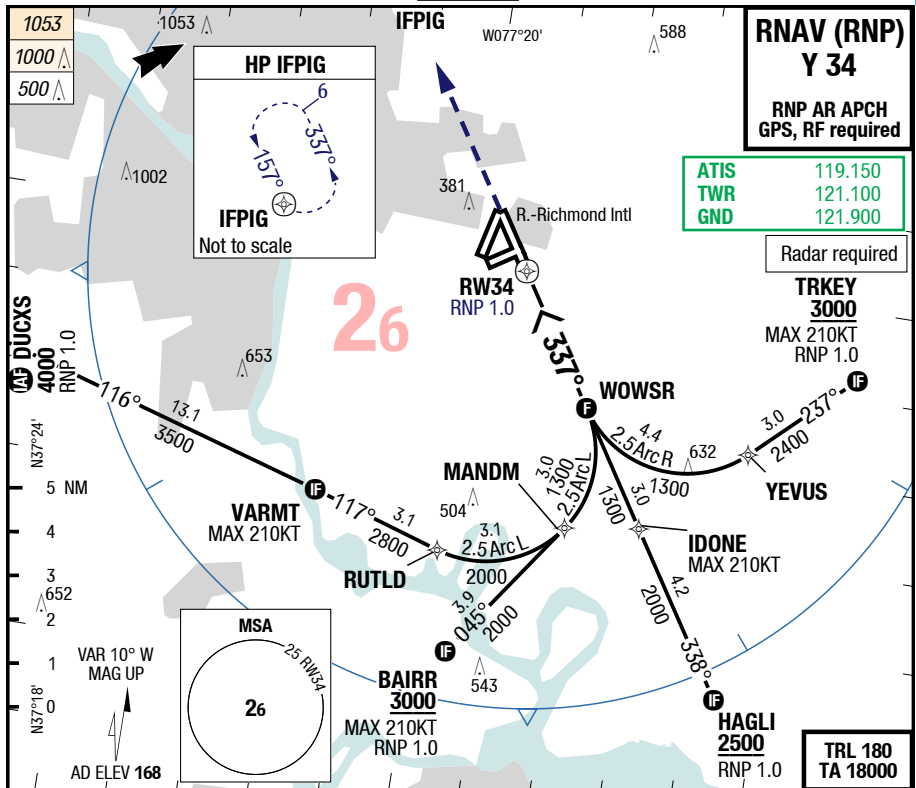 1053
1000
500
1053
IFPIG
W077°20'
588
RNAV (RNP)
Y 34
RNP AR APCH
GPS, RF required
HP IFPIG
6
337°
157°
IFPIG
Not to scale
1002
381
R.-Richmond Intl
ATIS 119.150
TWR 121.100
GND 121.900
Radar required
RW34
RNP 1.0
26
TRKEY
3000
MAX 210KT
RNP 1.0
IAF DUCXS
4000
RNP 1.0
653
337°
F WOWSR
116°
13.1
3500
N37°24'
4.4
2.5 Arc R
632
1300
3.0
237°
2400
IF
YEVUS
MANDM
3.0
1300
2.5 Arc L
3.0
1300
5 NM
IF
VARMT
MAX 210KT
117°
3.1
2800
504
3.1
2.5 Arc L
2000
IDONE
MAX 210KT
4
3
2
1
0
RUTLD
652
4.2
2000
338°
3.9
045°
2000
IF
BAIRR
3000
MAX 210KT
RNP 1.0
543
IF
HAGLI
2500
RNP 1.0
MSA
25 RW34
26
VAR 10° W
MAG UP
N37°18'
AD ELEV 168
TRL 180
TA 18000